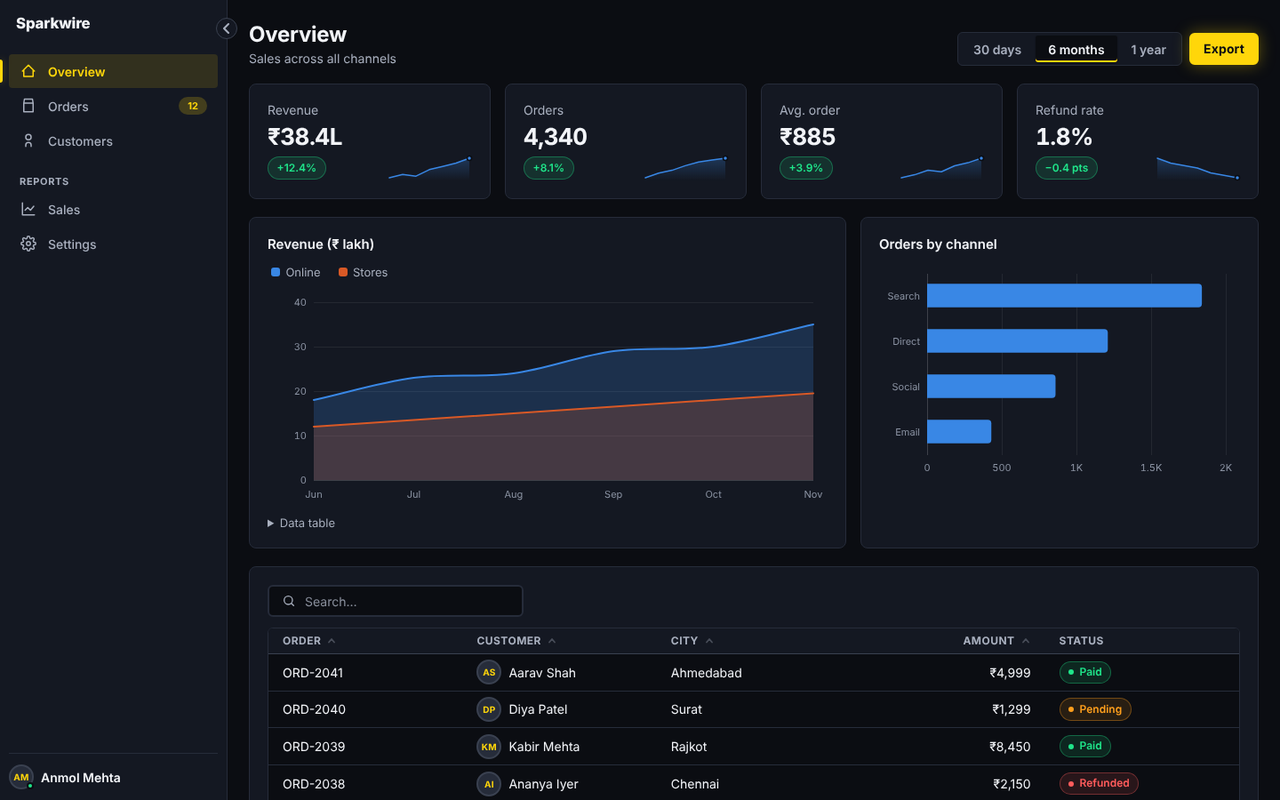 Sparkwire
Overview
Orders 12
Customers
REPORTS
Sales
Settings
AM Anmol Mehta
Overview
Sales across all channels
30 days 6 months 1 year Export
Revenue
₹38.4L
+12.4%
Orders
4,340
+8.1%
Avg. order
₹885
+3.9%
Refund rate
1.8%
−0.4 pts
Revenue (₹ lakh)
Online Stores
40
30
20
10
0
Jun Jul Aug Sep Oct Nov
Data table
Orders by channel
Search
Direct
Social
Email
0 500 1K 1.5K 2K
Search...
ORDER CUSTOMER CITY AMOUNT STATUS
ORD-2041 AS Aarav Shah Ahmedabad ₹4,999 Paid
ORD-2040 DP Diya Patel Surat ₹1,299 Pending
ORD-2039 KM Kabir Mehta Rajkot ₹8,450 Paid
ORD-2038 AI Ananya Iyer Chennai ₹2,150 Refunded